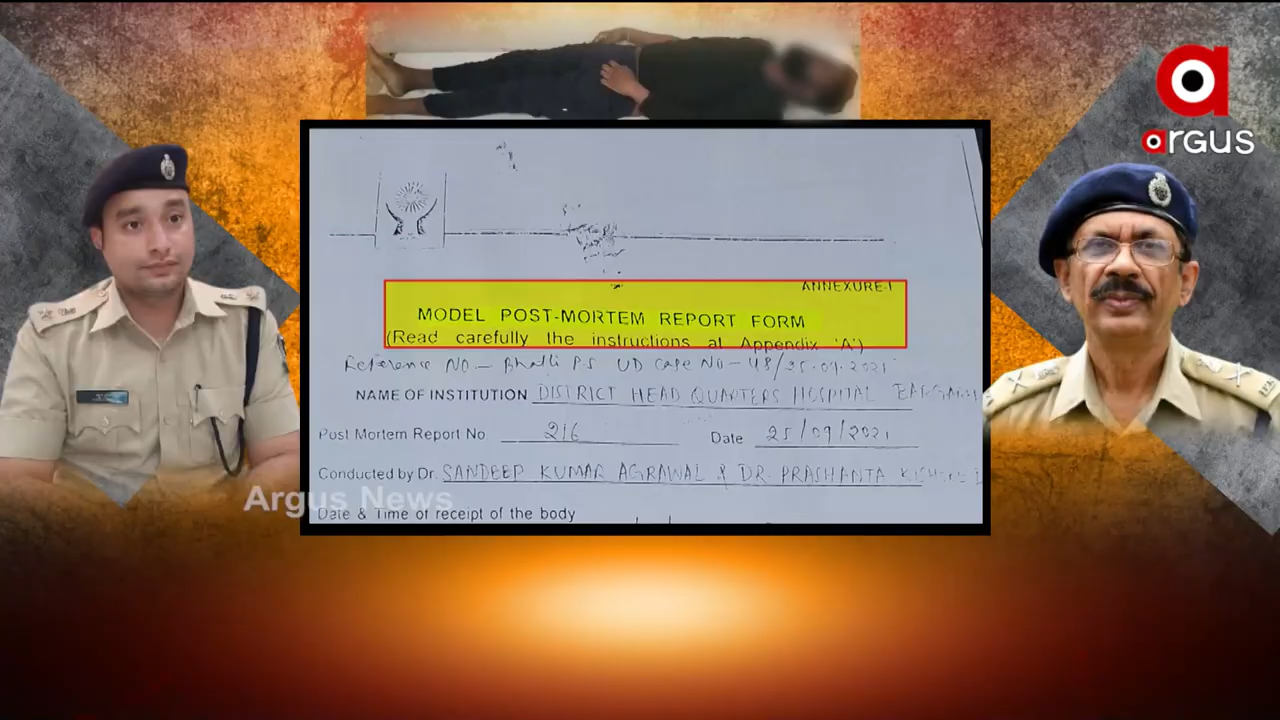 argus
ANNEXURE-I
MODEL POST-MORTEM REPORT FORM
(Read carefully the instructions at Appendix 'A')
Reference No - Bhatli PS UD Case No - 48/25.09.2021
NAME OF INSTITUTION DISTRICT HEAD QUARTERS HOSPITAL BARGARH
Post Mortem Report No 216 Date 25/09/2021
Conducted by Dr. SANDEEP KUMAR AGRAWAL & DR. PRASHANTA
Argus News
Date & Time of receipt of the body